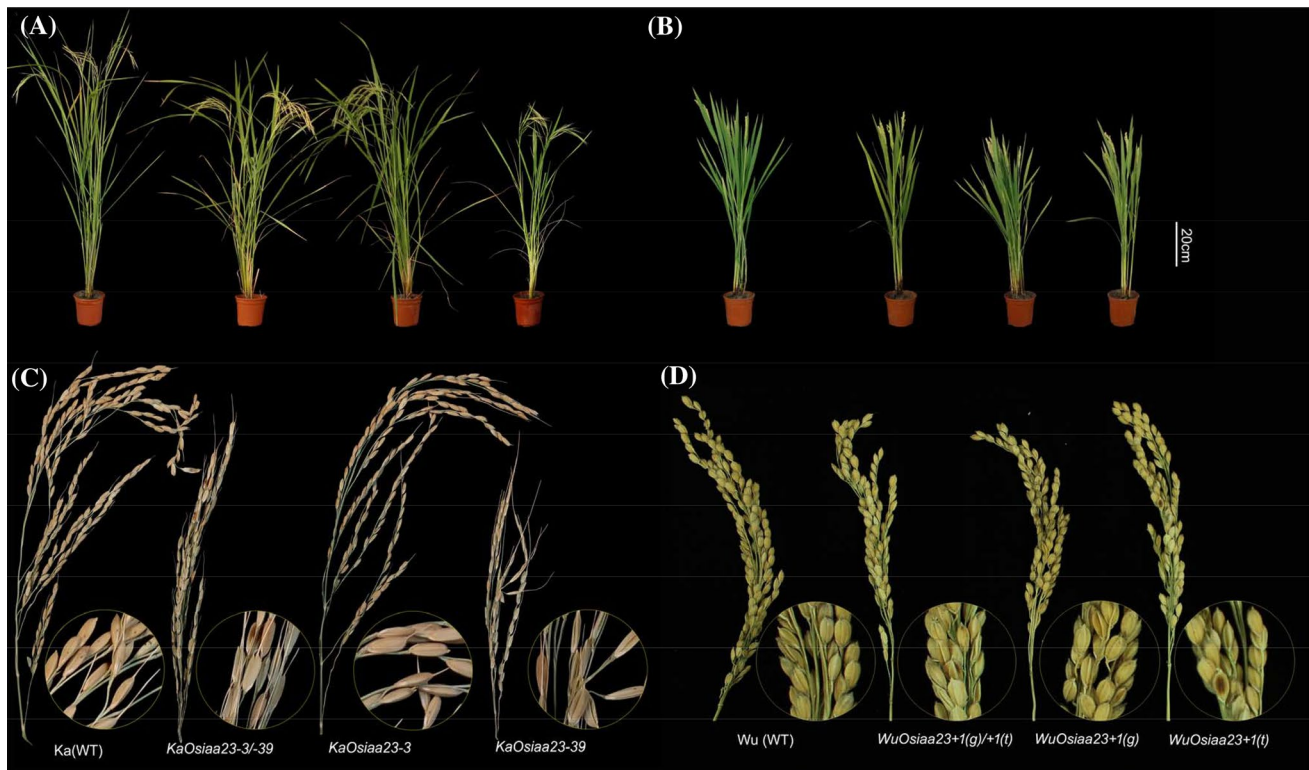 (A)
(B)
20cm
(C)
(D)
Ka(WT)
KaOsiaa23-3/-39
KaOsiaa23-3
KaOsiaa23-39
Wu (WT)
WuOsiaa23+1(g)/+1(t)
WuOsiaa23+1(g)
WuOsiaa23+1(t)